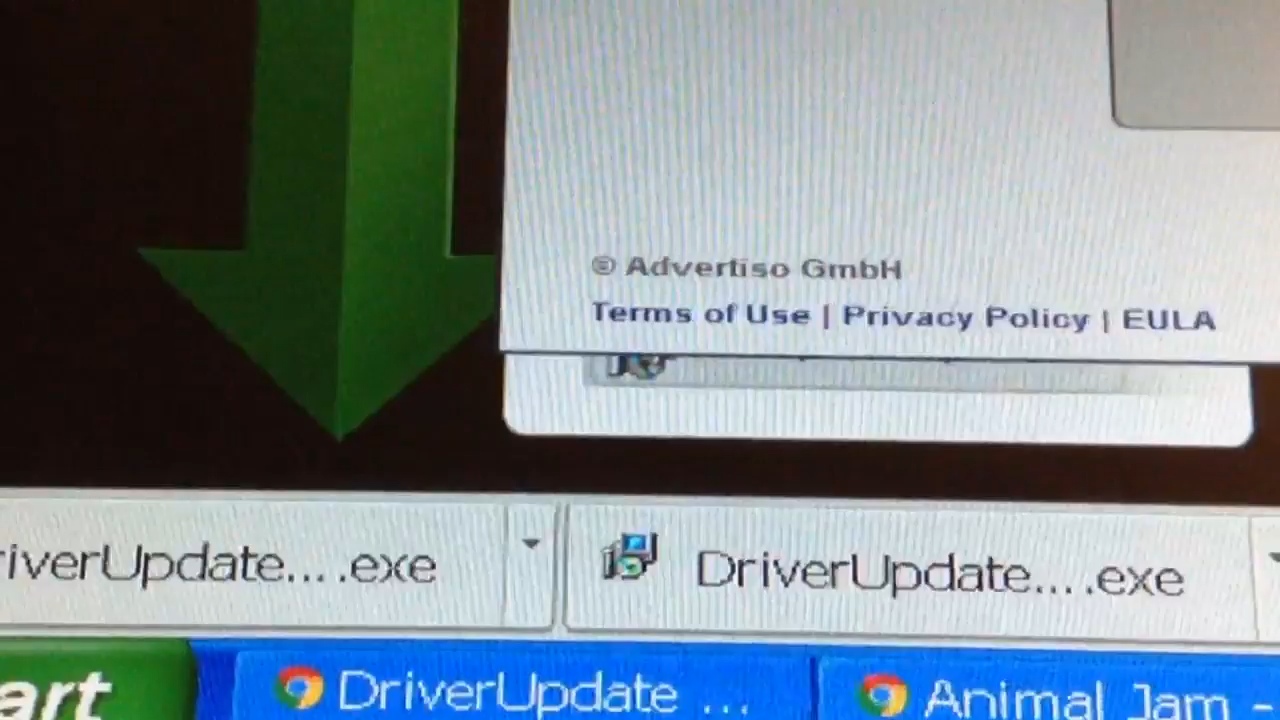 © Advertiso GmbH
Terms of Use | Privacy Policy | EULA
riverUpdate....exe
DriverUpdate....exe
art
DriverUpdate ...
Animal Jam -